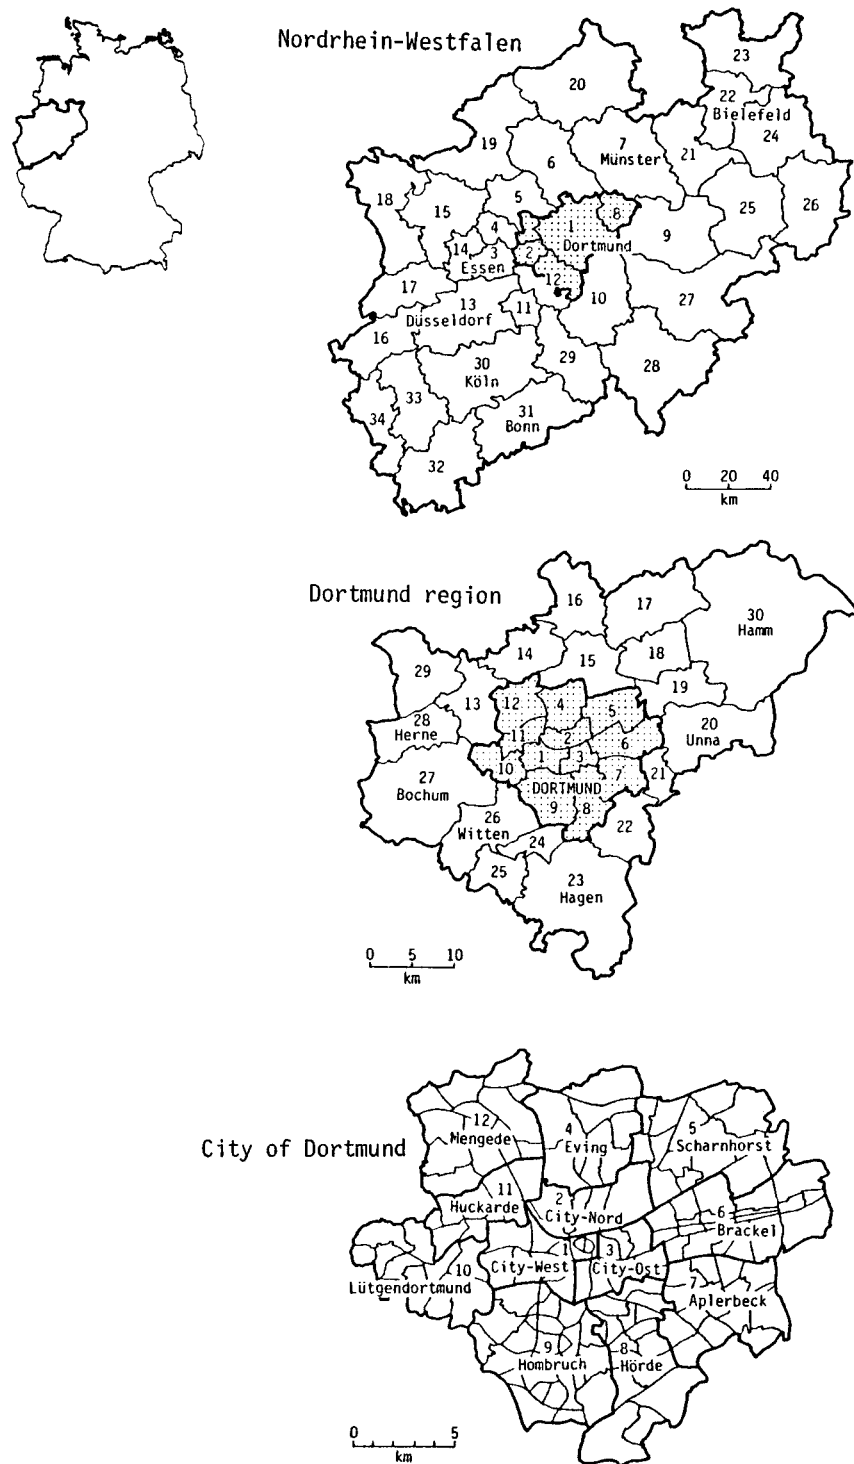 Nordrhein-Westfalen
23
20
22
Bielefeld
24
19
7
Münster
21
6
18
15
5
1
Dortmund
8
25
26
4
9
14
3
2
Essen
12
17
13
Düsseldorf
11
10
27
16
30
Köln
29
28
33
34
31
Bonn
32
0 20 40
km
Dortmund region
16
17
30
Hamm
14
15
18
29
19
13
12
4
5
28
Herne
20
Unna
11
2
6
1
3
10
27
Bochum
7
21
DORTMUND
9
8
26
Witten
22
24
25
23
Hagen
0 5 10
km
City of Dortmund
12
Mengede
4
Eving
5
Scharnhorst
11
Huckarde
2
City-Nord
6
Brackel
1
City-West
3
City-Ost
10
Lütgendortmund
7
Aplerbeck
9
Hombruch
8
Hörde
0 5
km